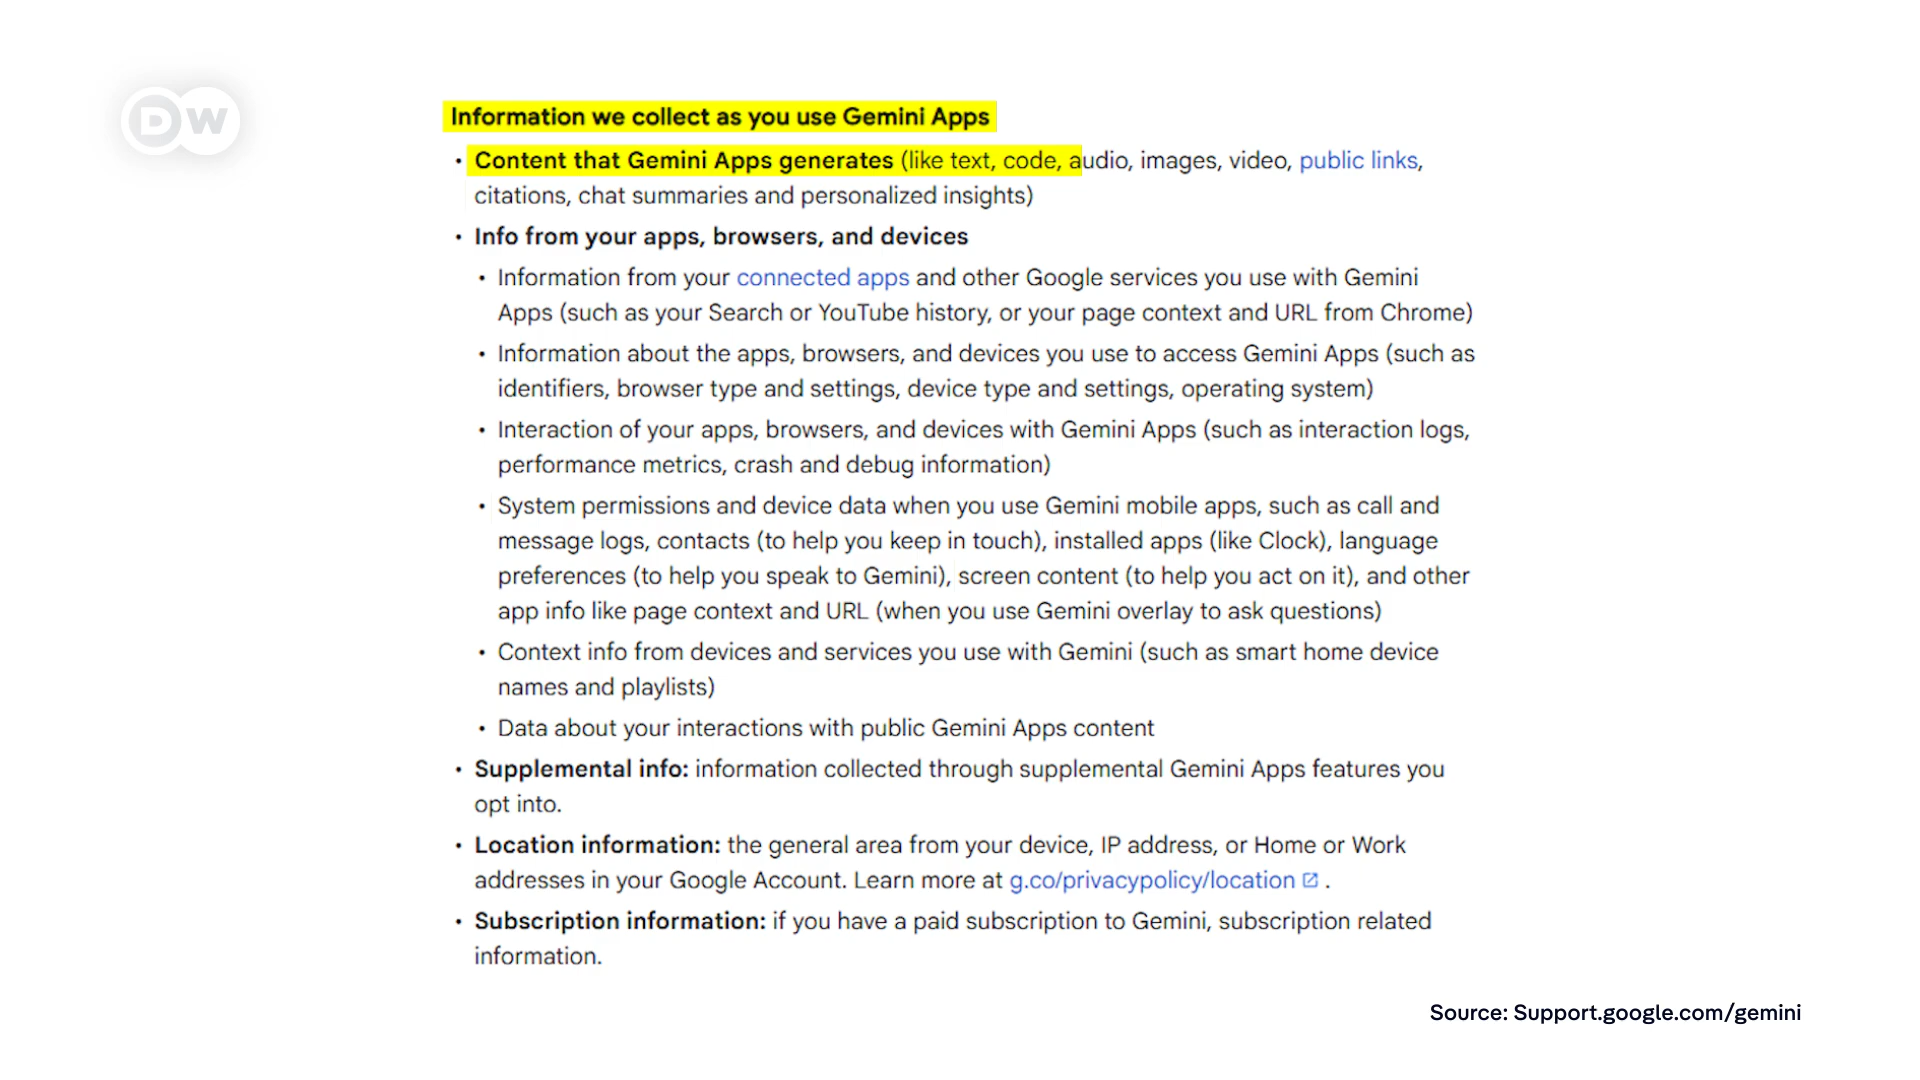 DW
Information we collect as you use Gemini Apps
• Content that Gemini Apps generates (like text, code, audio, images, video, public links,
citations, chat summaries and personalized insights)
• Info from your apps, browsers, and devices
• Information from your connected apps and other Google services you use with Gemini
Apps (such as your Search or YouTube history, or your page context and URL from Chrome)
• Information about the apps, browsers, and devices you use to access Gemini Apps (such as
identifiers, browser type and settings, device type and settings, operating system)
• Interaction of your apps, browsers, and devices with Gemini Apps (such as interaction logs,
performance metrics, crash and debug information)
• System permissions and device data when you use Gemini mobile apps, such as call and
message logs, contacts (to help you keep in touch), installed apps (like Clock), language
preferences (to help you speak to Gemini), screen content (to help you act on it), and other
app info like page context and URL (when you use Gemini overlay to ask questions)
• Context info from devices and services you use with Gemini (such as smart home device
names and playlists)
• Data about your interactions with public Gemini Apps content
• Supplemental info: information collected through supplemental Gemini Apps features you
opt into.
• Location information: the general area from your device, IP address, or Home or Work
addresses in your Google Account. Learn more at g.co/privacypolicy/location .
• Subscription information: if you have a paid subscription to Gemini, subscription related
information.
Source: Support.google.com/gemini